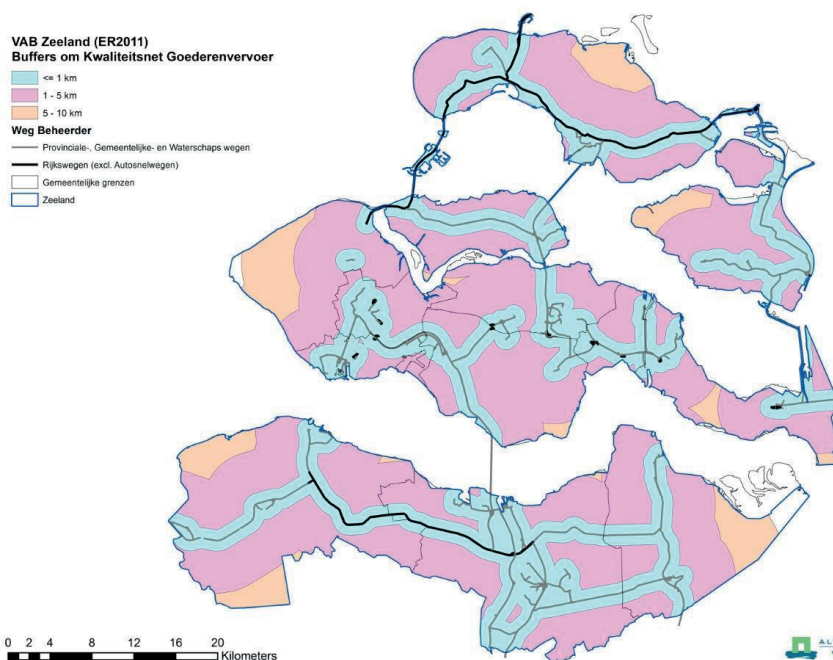 VAB Zeeland (ER2011)
Buffers om Kwaliteitsnet Goederenvervoer
<= 1 km
1 - 5 km
5 - 10 km
Weg Beheerder
Provinciale-, Gemeentelijke- en Waterschaps wegen
Rijkswegen (excl. Autosnelwegen)
Gemeentelijke grenzen
Zeeland
0 2 4 8 12 16 20
Kilometers